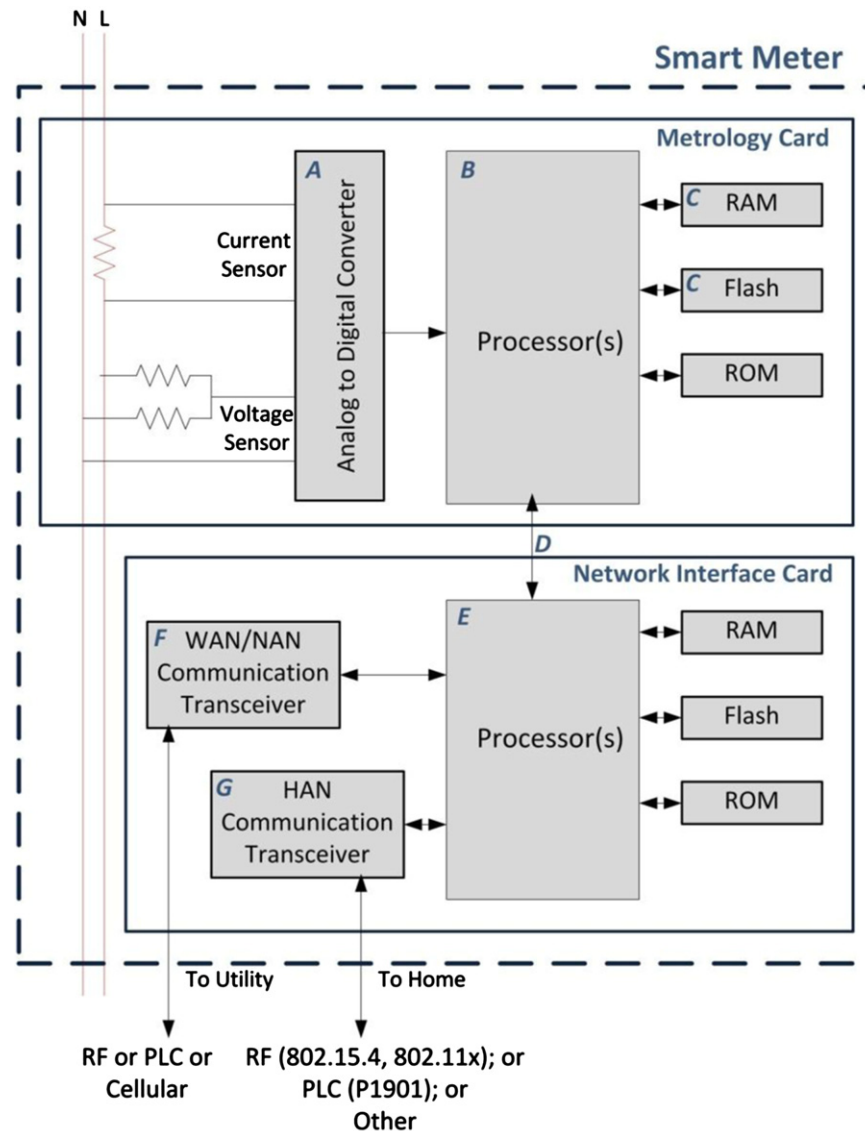 N L
Smart Meter
Metrology Card
A
Analog to Digital Converter
B
Processor(s)
C RAM
C Flash
ROM
Current
Sensor
Voltage
Sensor
D
Network Interface Card
E
Processor(s)
RAM
Flash
ROM
F WAN/NAN
Communication
Transceiver
G HAN
Communication
Transceiver
To Utility
To Home
RF or PLC or
Cellular
RF (802.15.4, 802.11x); or
PLC (P1901); or
Other